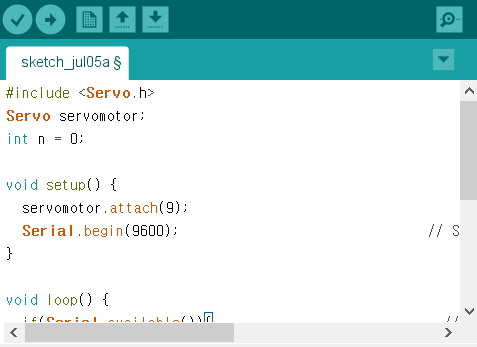 sketch_jul05a §
#include <Servo.h>
Servo servomotor;
int n = 0;
void setup() {
  servomotor.attach(9);
  Serial.begin(9600); // S
}
void loop() {
  if(Serial.available()){ //